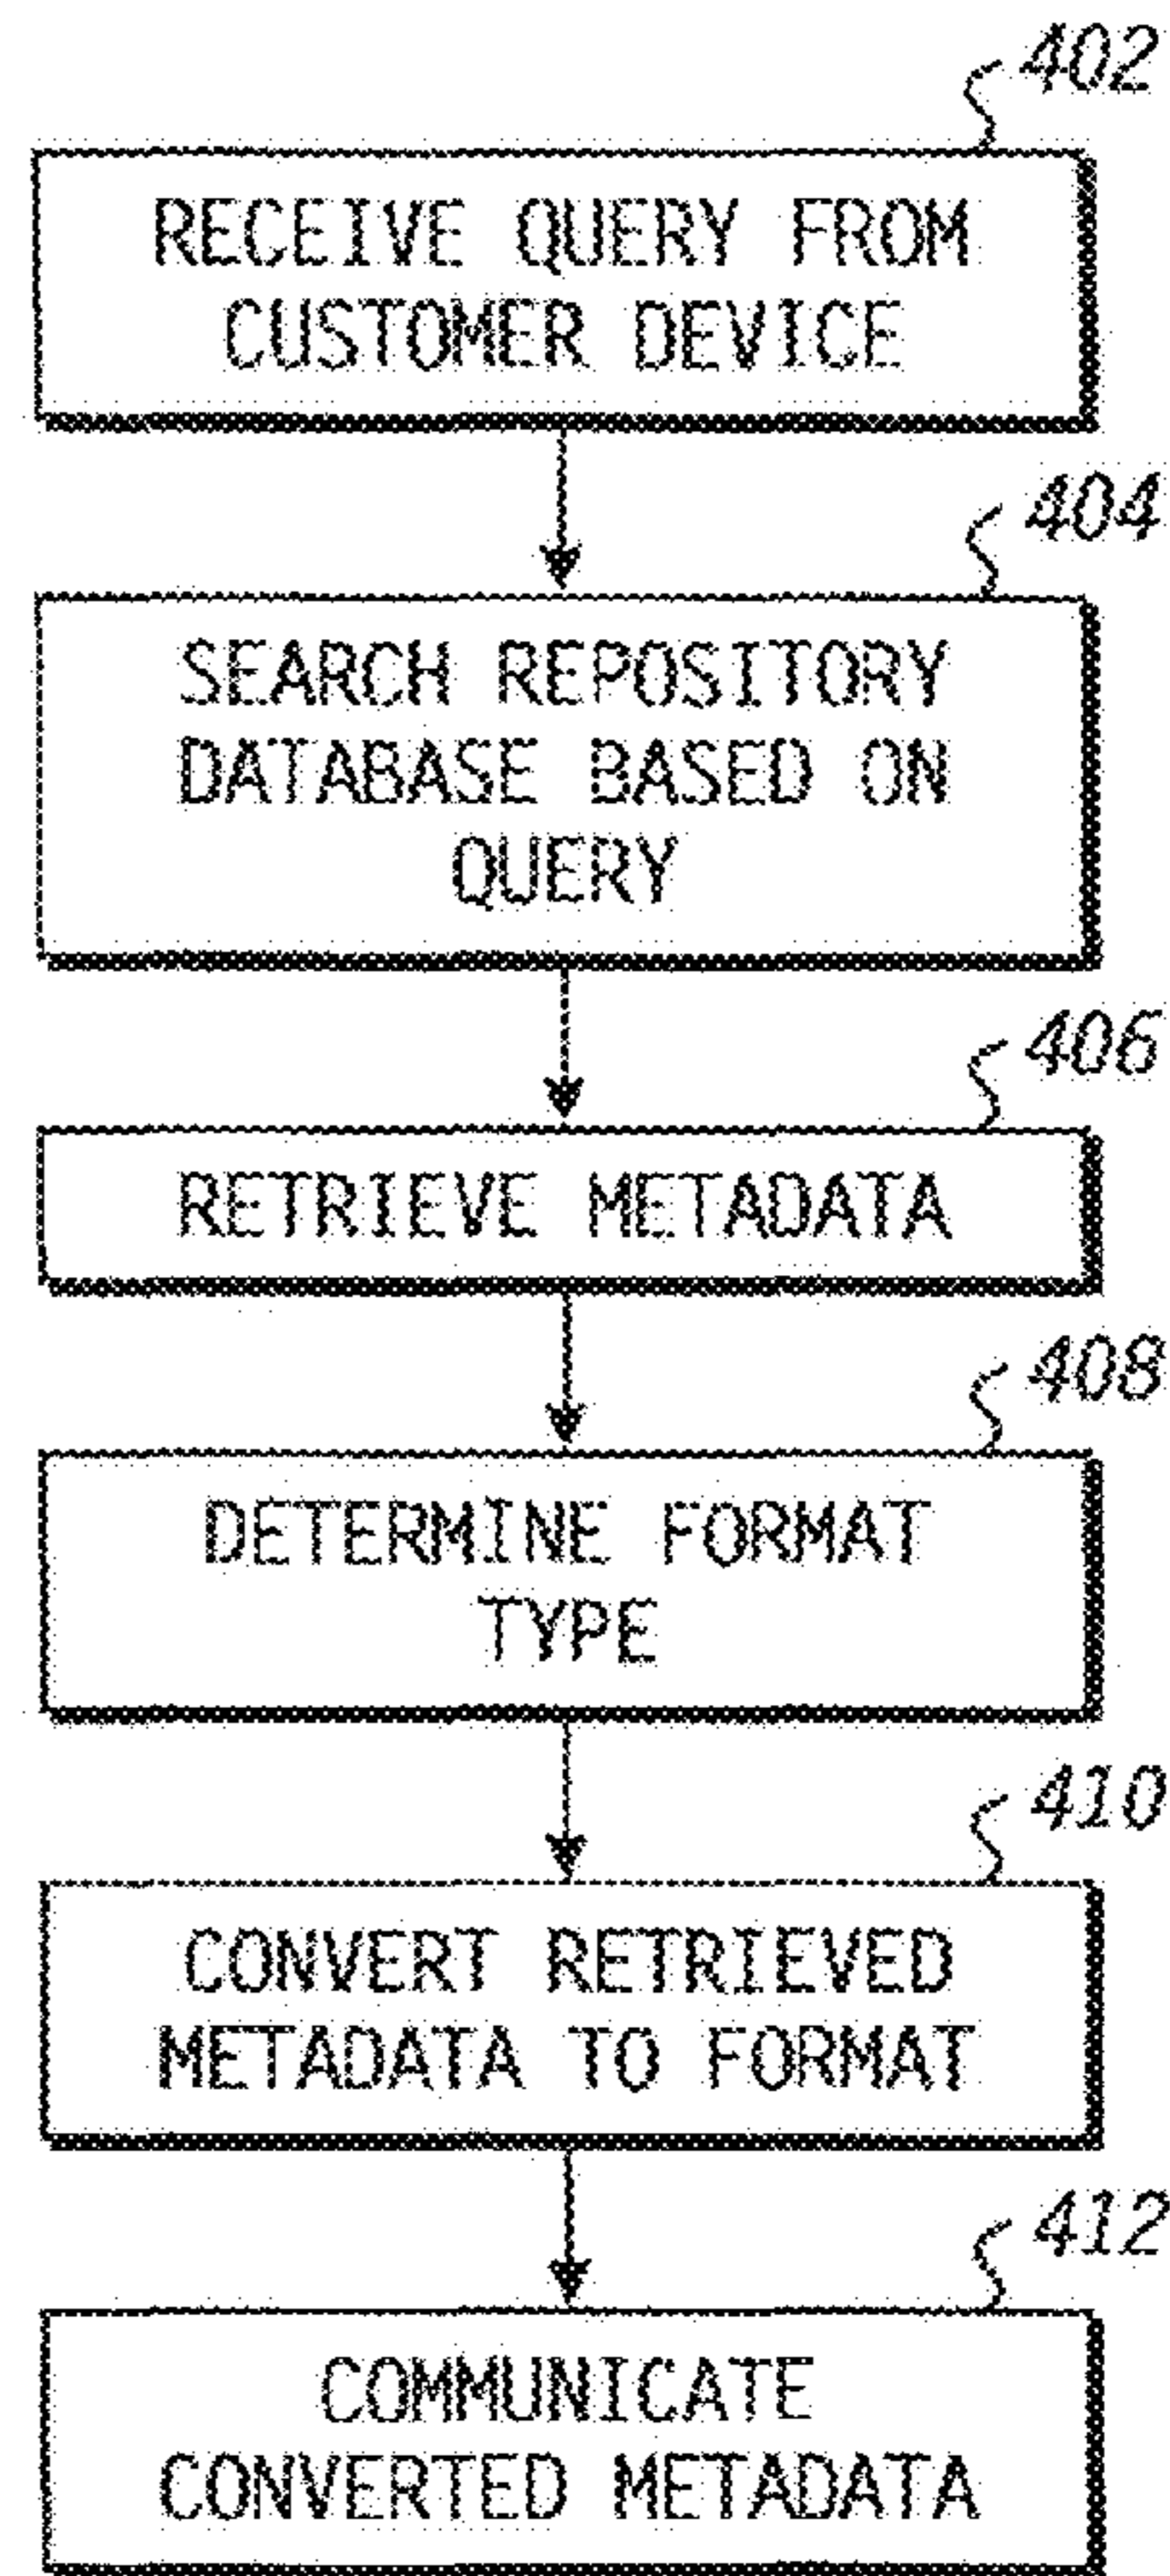 402
RECEIVE QUERY FROM
CUSTOMER DEVICE
404
SEARCH REPOSITORY
DATABASE BASED ON
QUERY
406
RETRIEVE METADATA
408
DETERMINE FORMAT
TYPE
410
CONVERT RETRIEVED
METADATA TO FORMAT
412
COMMUNICATE
CONVERTED METADATA